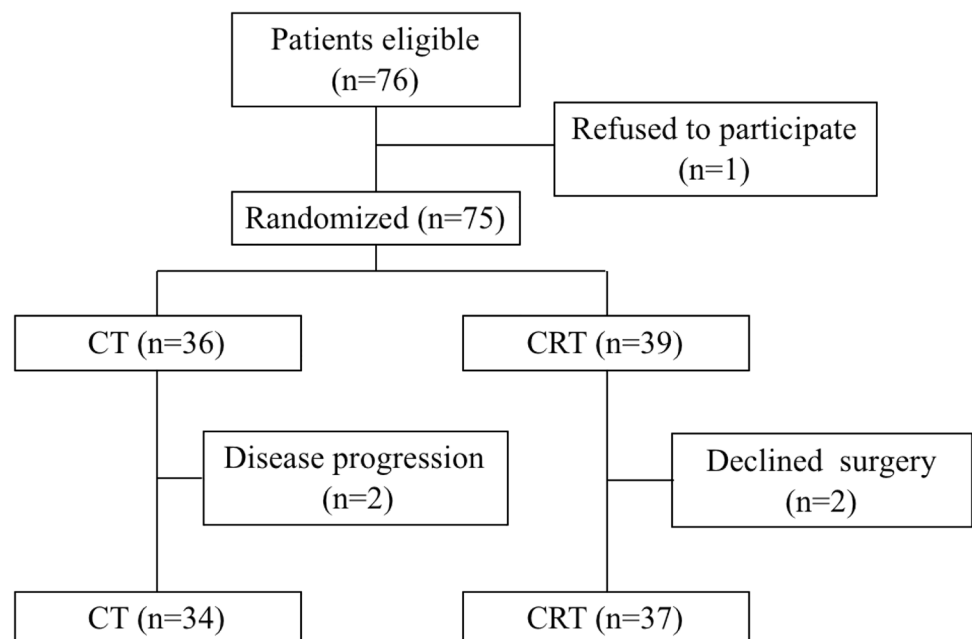 Patients eligible
(n=76)
Refused to participate
(n=1)
Randomized (n=75)
CT (n=36)
CRT (n=39)
Disease progression
(n=2)
Declined surgery
(n=2)
CT (n=34)
CRT (n=37)